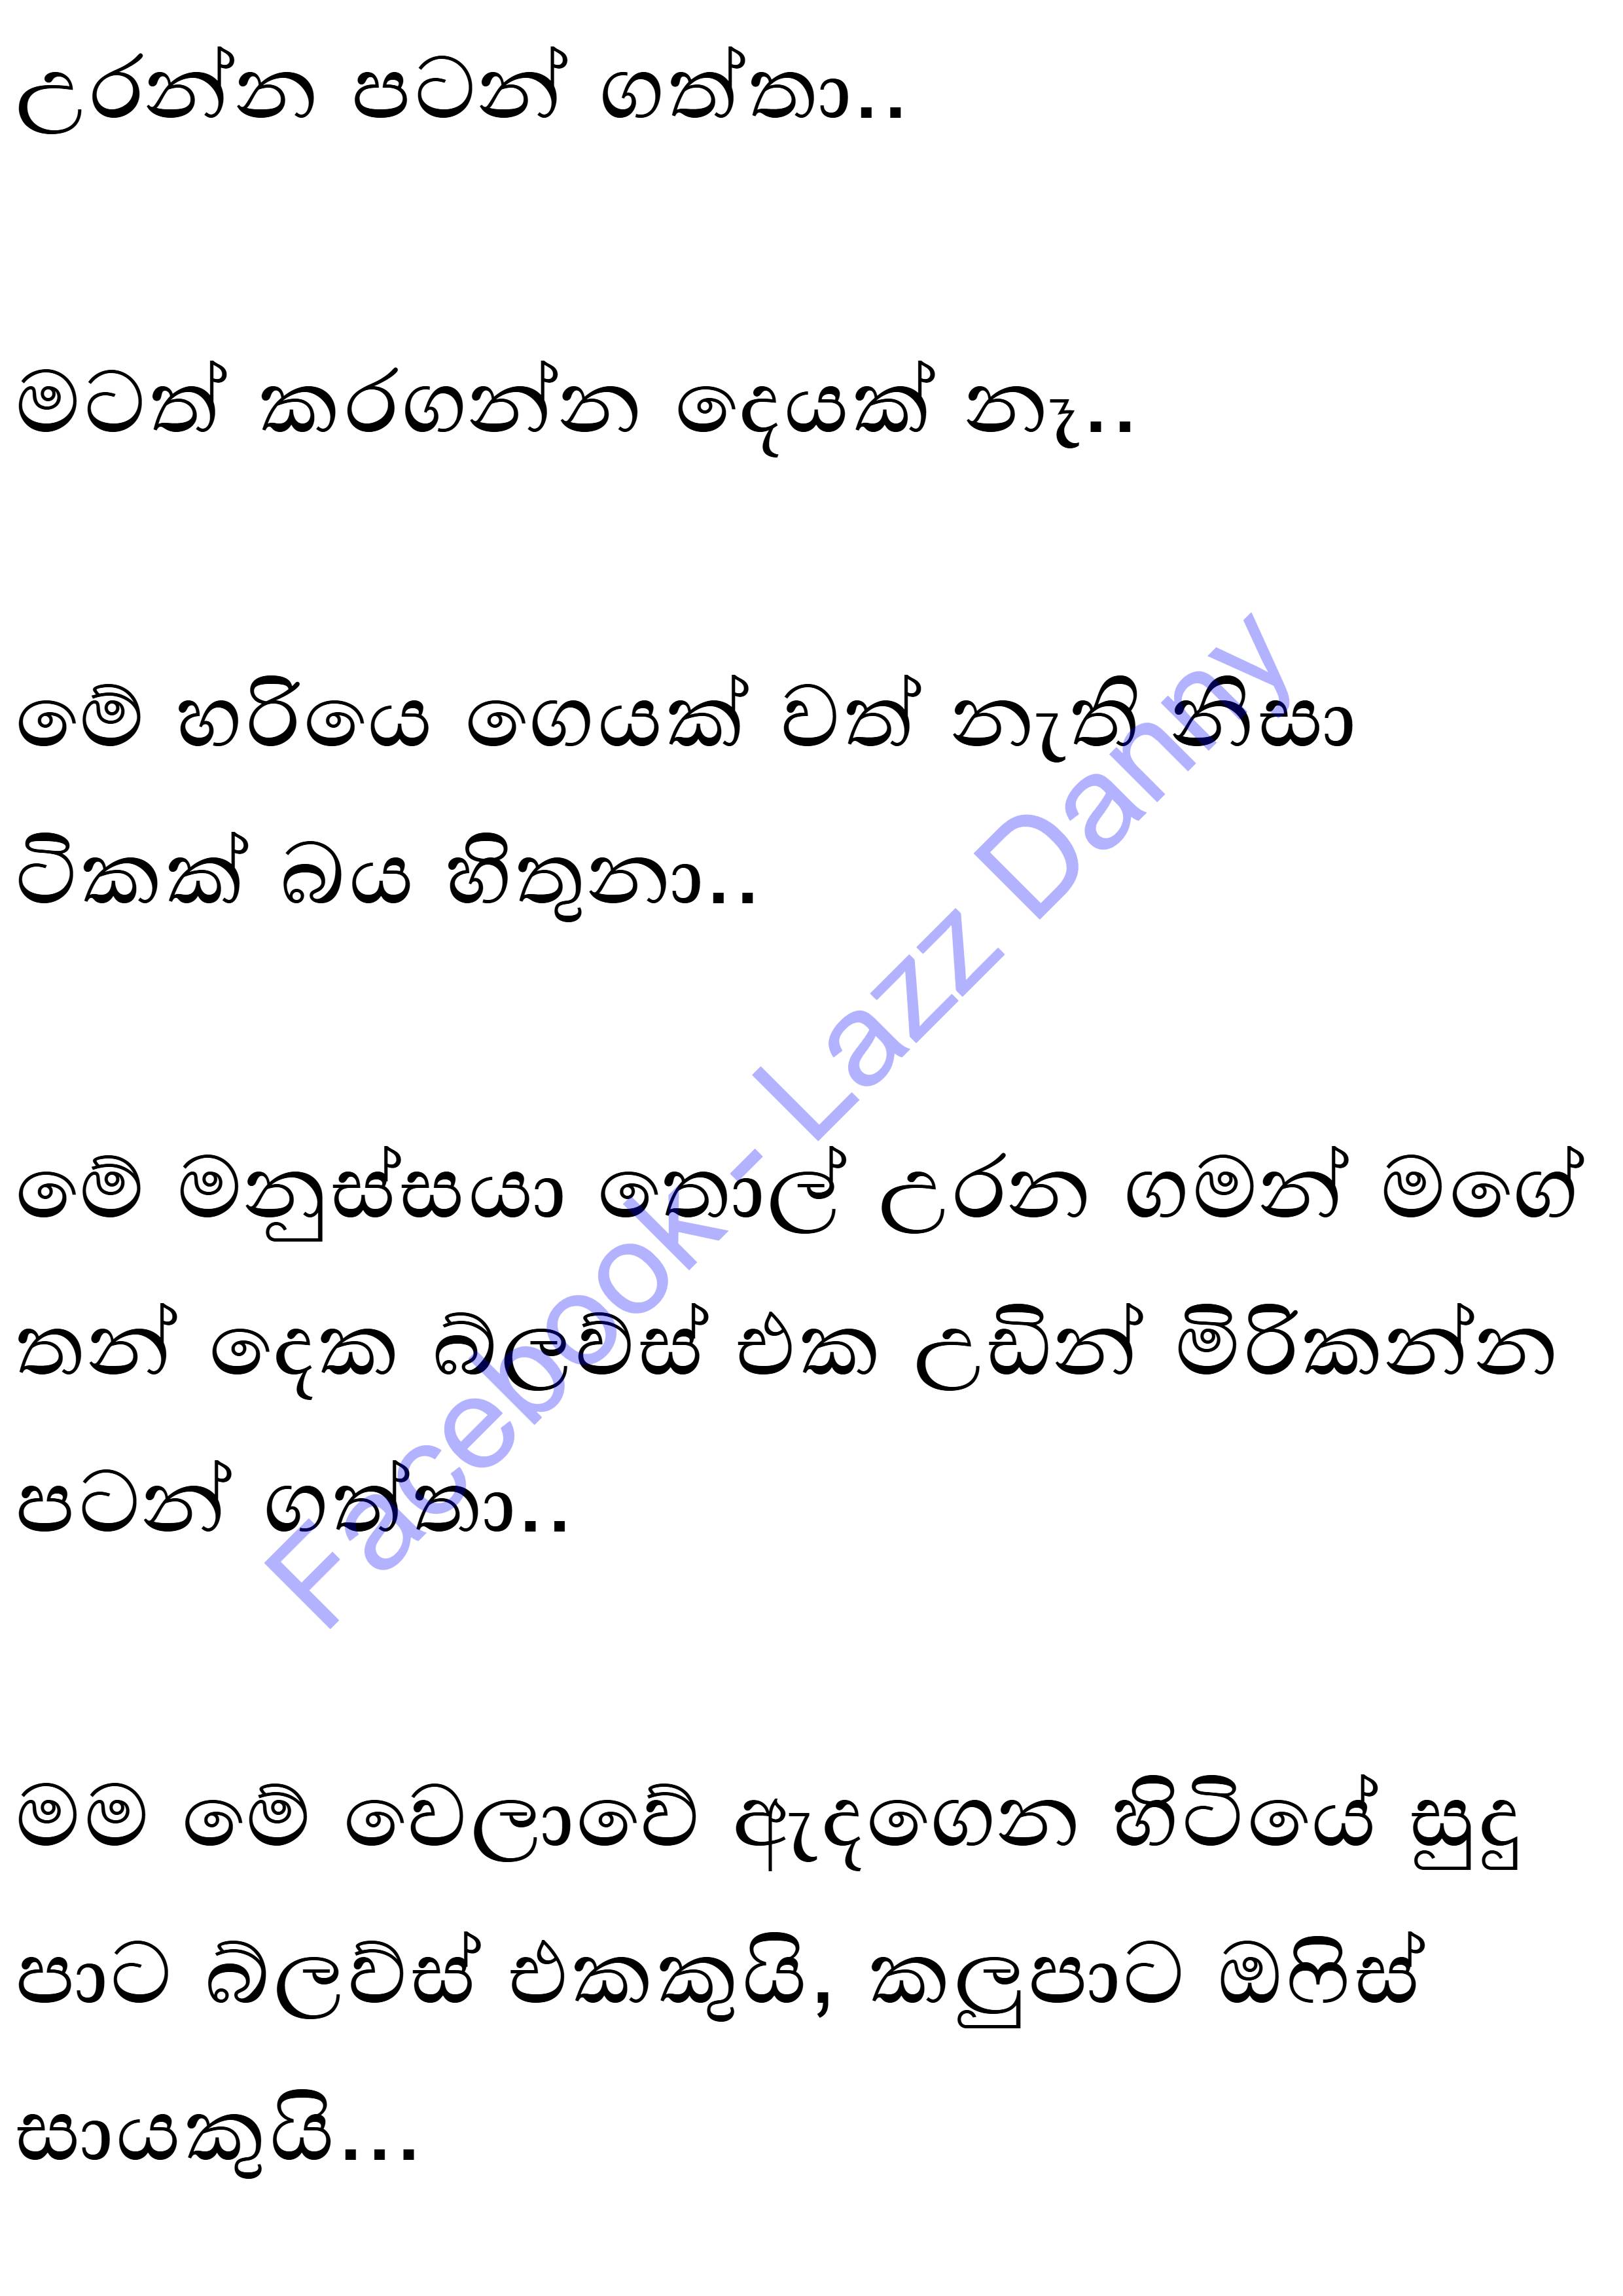 උරන්න පටන් ගත්තා..
මටත් කරගන්න දෙයක් නෑ..
මේ හරියෙ ගෙයක් වත් නැති නිසා
ටිකක් බය හිතුනා..
මේ මනුස්සයා තොල් උරන ගමන් මගේ
තන් දෙක බ්ලව්ස් එක උඩින් මිරිකන්න
පටන් ගත්තා..
මම මේ වෙලාවේ ඇදගෙන හිටියේ සුදු
පාට බ්ලව්ස් එකකුයි, කලුපාට ඔෆිස්
සායකුයි...
Facebook- Lazz Danny